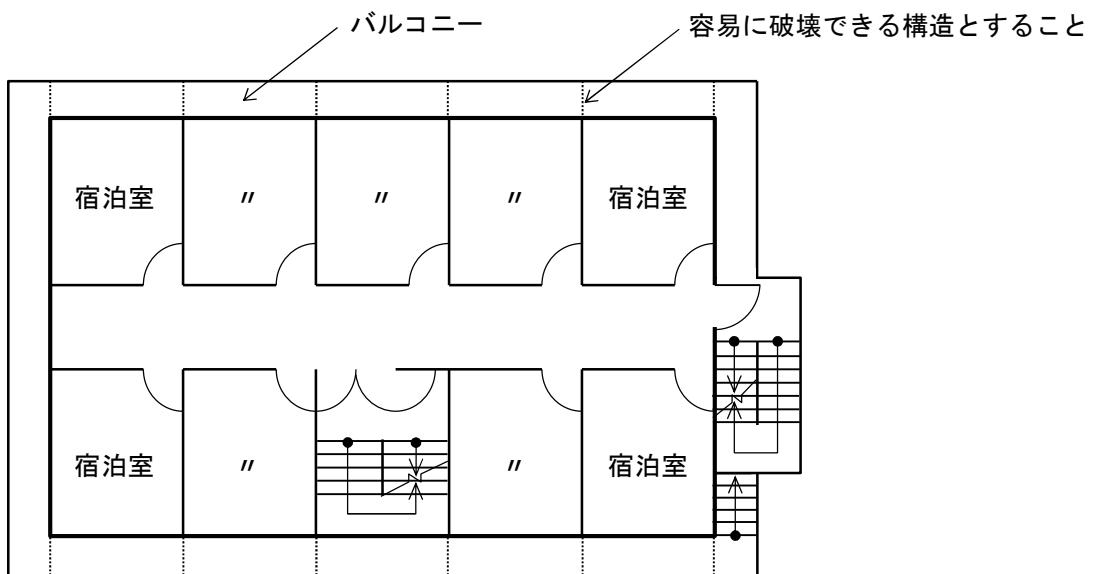 バルコニー
容易に破壊できる構造とすること
宿泊室 〃 〃 〃 宿泊室
宿泊室 〃 〃 宿泊室